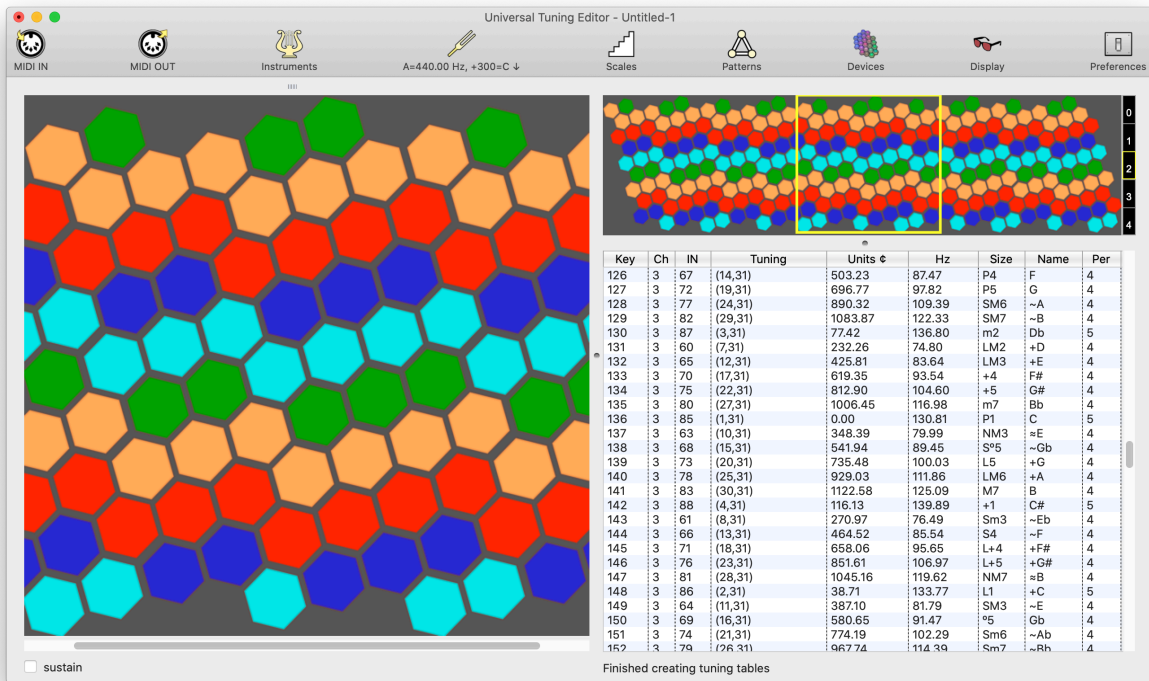 Universal Tuning Editor - Untitled-1
MIDI IN MIDI OUT Instruments A=440.00 Hz, +300=C ↓ Scales Patterns Devices Display Preferences
0
1
2
3
4
Key Ch IN Tuning Units ¢ Hz Size Name Per
126 3 67 (14,31) 503.23 87.47 P4 F 4
127 3 72 (19,31) 696.77 97.82 P5 G 4
128 3 77 (24,31) 890.32 109.39 SM6 ~A 4
129 3 82 (29,31) 1083.87 122.33 SM7 ~B 4
130 3 87 (3,31) 77.42 136.80 m2 Db 5
131 3 60 (7,31) 232.26 74.80 LM2 +D 4
132 3 65 (12,31) 425.81 83.64 LM3 +E 4
133 3 70 (17,31) 619.35 93.54 +4 F# 4
134 3 75 (22,31) 812.90 104.60 +5 G# 4
135 3 80 (27,31) 1006.45 116.98 m7 Bb 4
136 3 85 (1,31) 0.00 130.81 P1 C 5
137 3 63 (10,31) 348.39 79.99 NM3 ≈E 4
138 3 68 (15,31) 541.94 89.45 S°5 ~Gb 4
139 3 73 (20,31) 735.48 100.03 L5 +G 4
140 3 78 (25,31) 929.03 111.86 LM6 +A 4
141 3 83 (30,31) 1122.58 125.09 M7 B 4
142 3 88 (4,31) 116.13 139.89 +1 C# 5
143 3 61 (8,31) 270.97 76.49 Sm3 ~Eb 4
144 3 66 (13,31) 464.52 85.54 S4 ~F 4
145 3 71 (18,31) 658.06 95.65 L+4 +F# 4
146 3 76 (23,31) 851.61 106.97 L+5 +G# 4
147 3 81 (28,31) 1045.16 119.62 NM7 ≈B 4
148 3 86 (2,31) 38.71 133.77 L1 +C 5
149 3 64 (11,31) 387.10 81.79 SM3 ~E 4
150 3 69 (16,31) 580.65 91.47 °5 Gb 4
151 3 74 (21,31) 774.19 102.29 Sm6 ~Ab 4
152 3 79 (26,31) 967.74 114.39 Sm7 ~Bb 4
sustain
Finished creating tuning tables